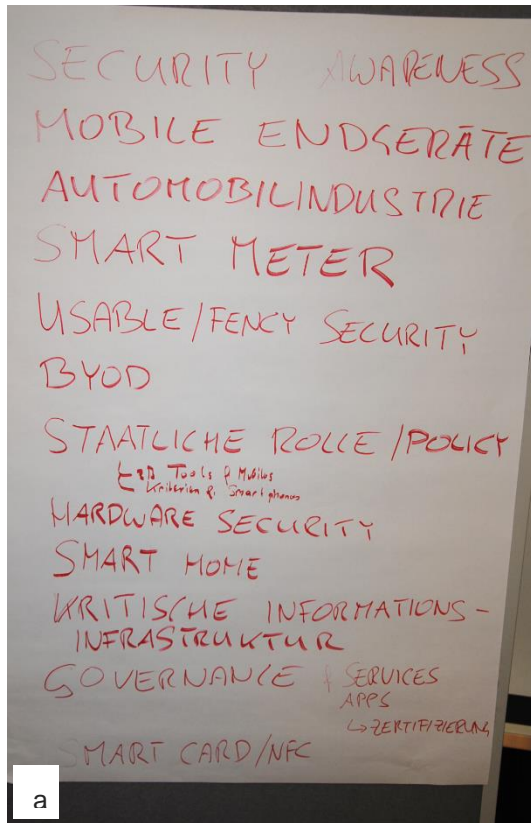 SECURITY AWARENESS
MOBILE ENDGERÄTE
AUTOMOBILINDUSTRIE
SMART METER
USABLE/FENCY SECURITY
BYOD
STAATLICHE ROLLE/POLICY
Tools f. Mobiles
Kriterien f. Smartphones
HARDWARE SECURITY
SMART HOME
KRITISCHE INFORMATIONS-
INFRASTRUKTUR
GOVERNANCE f SERVICES
APPS
↳ ZERTIFIZIERUNG
SMART CARD/NFC
a